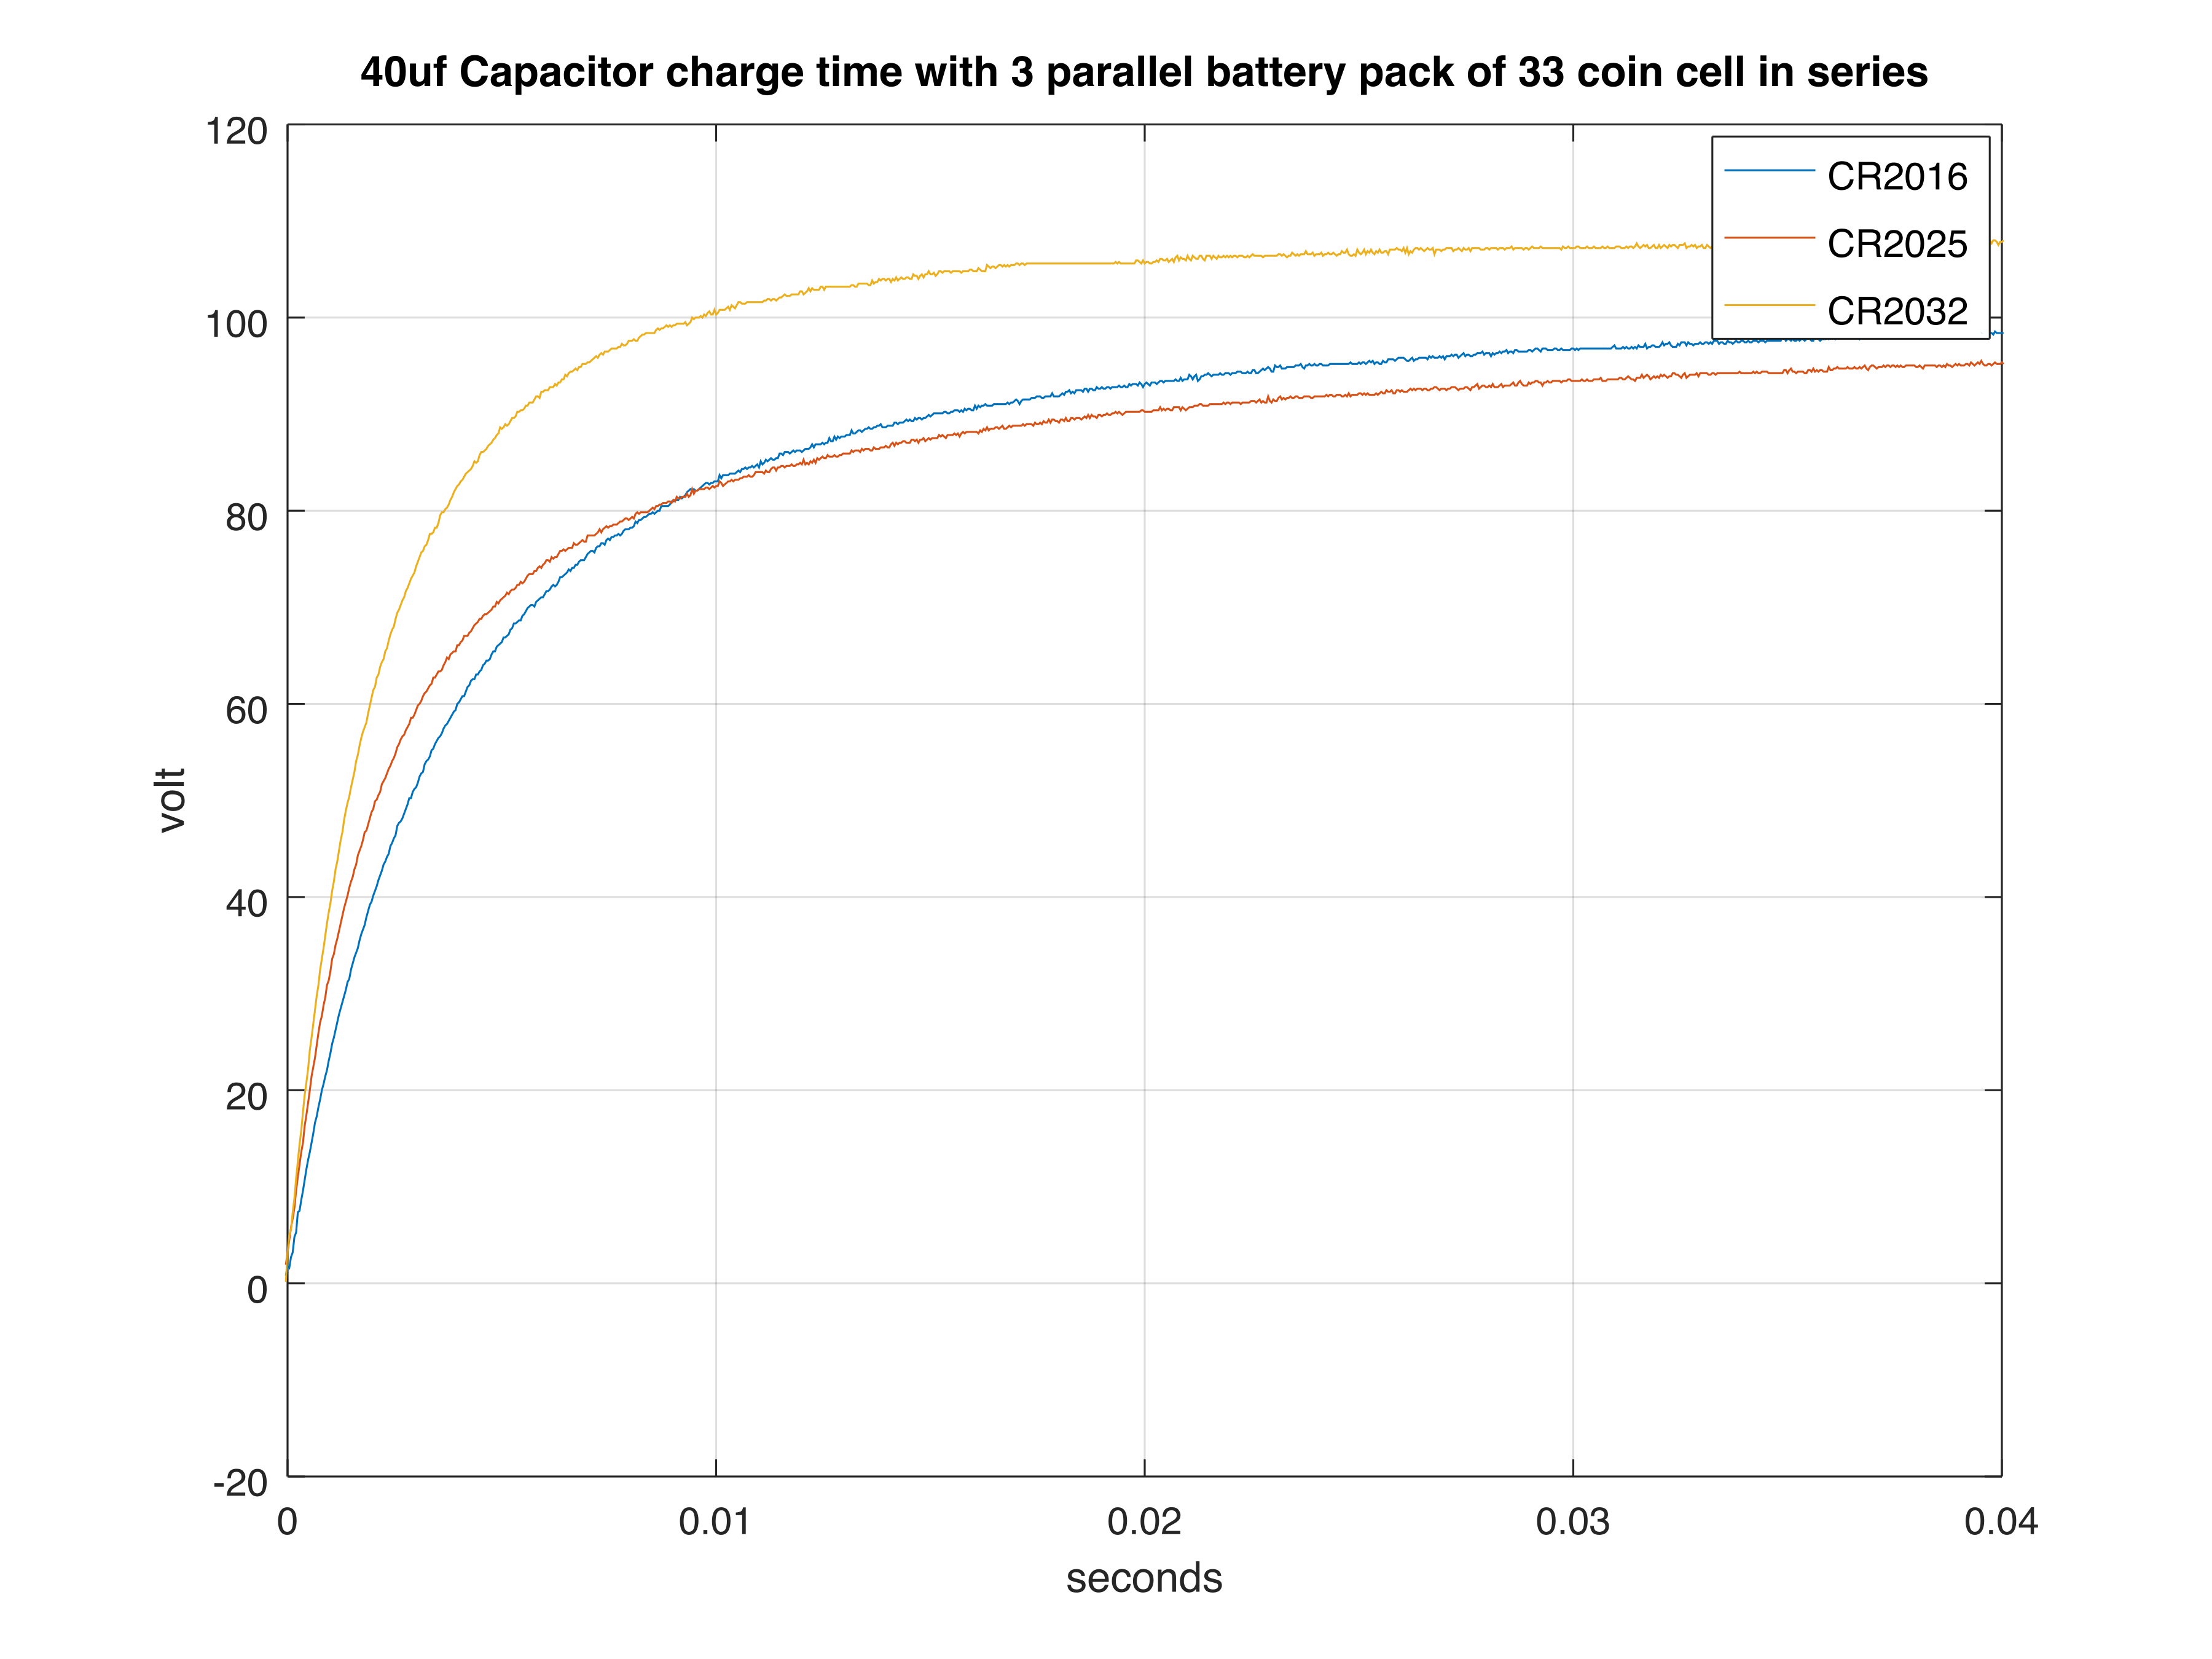 40uf Capacitor charge time with 3 parallel battery pack of 33 coin cell in series
120
100
80
60
40
20
0
-20
volt
CR2016
CR2025
CR2032
0 0.01 0.02 0.03 0.04
seconds